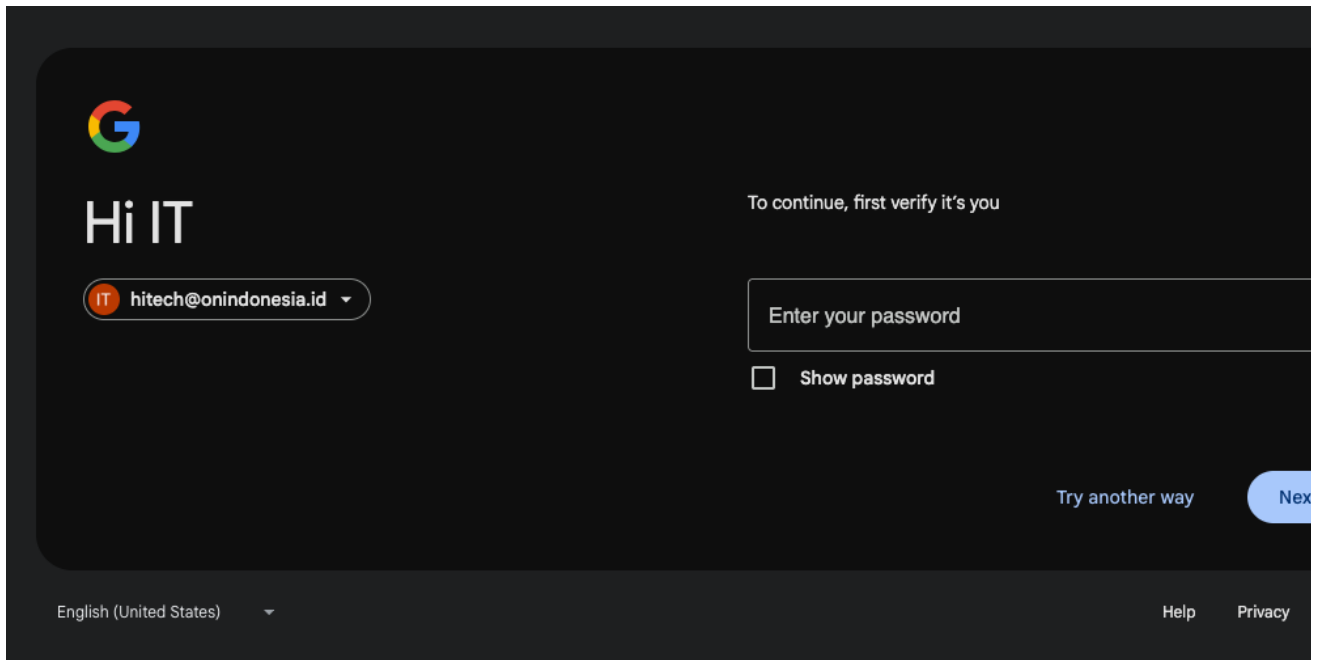 Hi IT
IT hitech@onindonesia.id
To continue, first verify it's you
Enter your password
Show password
Try another way
Nex
English (United States)
Help Privacy